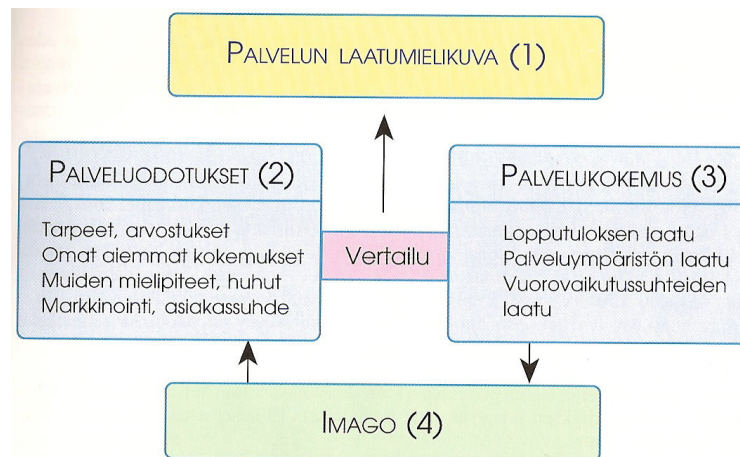 PALVELUN LAATUMIELIKUVA (1)
PALVELUODOTUKSET (2)
Tarpeet, arvostukset
Omat aiemmat kokemukset
Muiden mielipiteet, huhut
Markkinointi, asiakassuhde
Vertailu
PALVELUKOKEMUS (3)
Lopputuloksen laatu
Palveluympäristön laatu
Vuorovaikutussuhteiden
laatu
IMAGO (4)